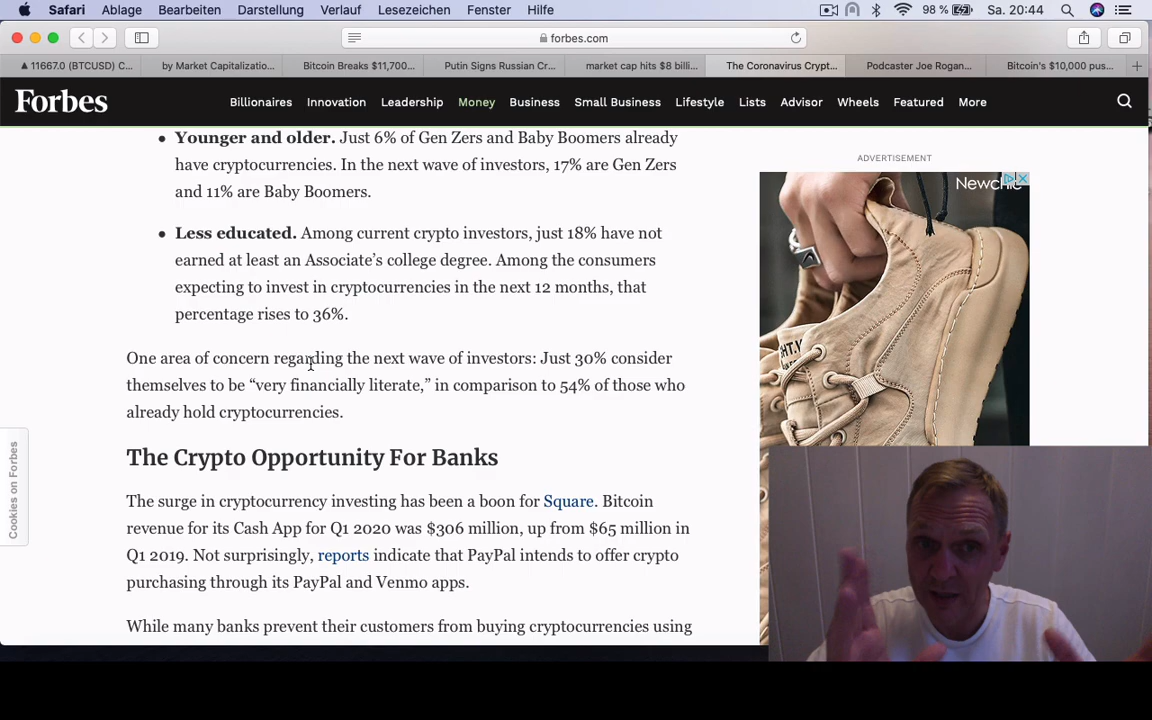 Safari Ablage Bearbeiten Darstellung Verlauf Lesezeichen Fenster Hilfe 98 % Sa. 20:44
forbes.com
▲ 11667.0 (BTCUSD) C... by Market Capitalizatio... Bitcoin Breaks $11,700... Putin Signs Russian Cr... market cap hits $8 billi... The Coronavirus Crypt... Podcaster Joe Rogan... Bitcoin's $10,000 pus...
Forbes Billionaires Innovation Leadership Money Business Small Business Lifestyle Lists Advisor Wheels Featured More
• Younger and older. Just 6% of Gen Zers and Baby Boomers already
have cryptocurrencies. In the next wave of investors, 17% are Gen Zers
and 11% are Baby Boomers.
• Less educated. Among current crypto investors, just 18% have not
earned at least an Associate’s college degree. Among the consumers
expecting to invest in cryptocurrencies in the next 12 months, that
percentage rises to 36%.
One area of concern regarding the next wave of investors: Just 30% consider
themselves to be “very financially literate,” in comparison to 54% of those who
already hold cryptocurrencies.
The Crypto Opportunity For Banks
The surge in cryptocurrency investing has been a boon for Square. Bitcoin
revenue for its Cash App for Q1 2020 was $306 million, up from $65 million in
Q1 2019. Not surprisingly, reports indicate that PayPal intends to offer crypto
purchasing through its PayPal and Venmo apps.
While many banks prevent their customers from buying cryptocurrencies using
Cookies on Forbes
ADVERTISEMENT
Newchic